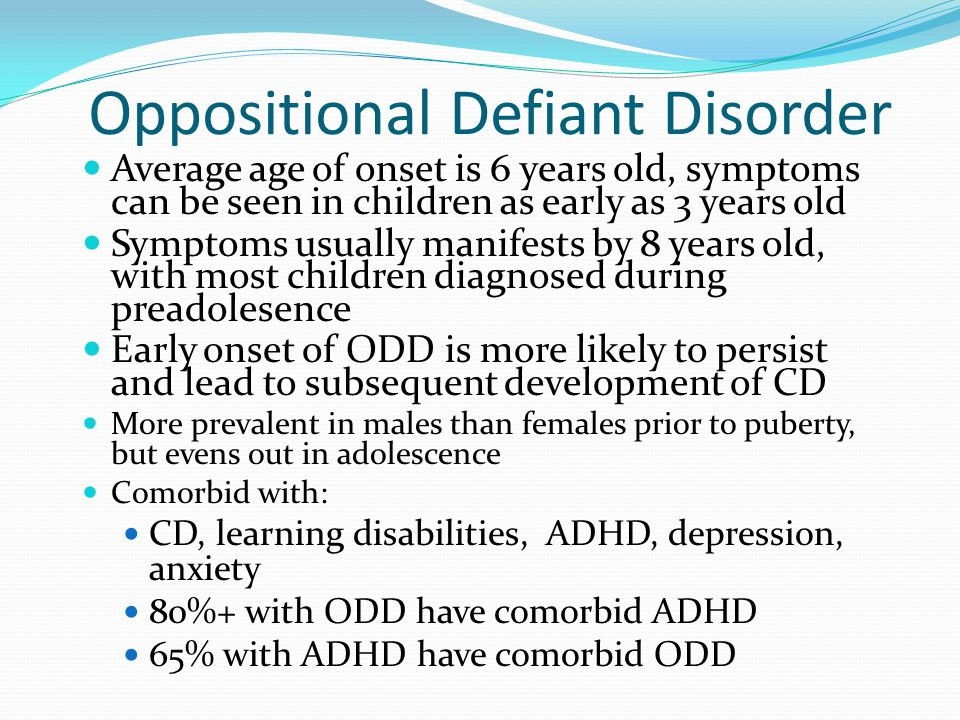 Oppositional Defiant Disorder
Average age of onset is 6 years old, symptoms
can be seen in children as early as 3 years old
Symptoms usually manifests by 8 years old,
with most children diagnosed during
preadolesence
Early onset of ODD is more likely to persist
and lead to subsequent development of CD
More prevalent in males than females prior to puberty,
but evens out in adolescence
Comorbid with:
CD, learning disabilities, ADHD, depression,
anxiety
80%+ with ODD have comorbid ADHD
65% with ADHD have comorbid ODD